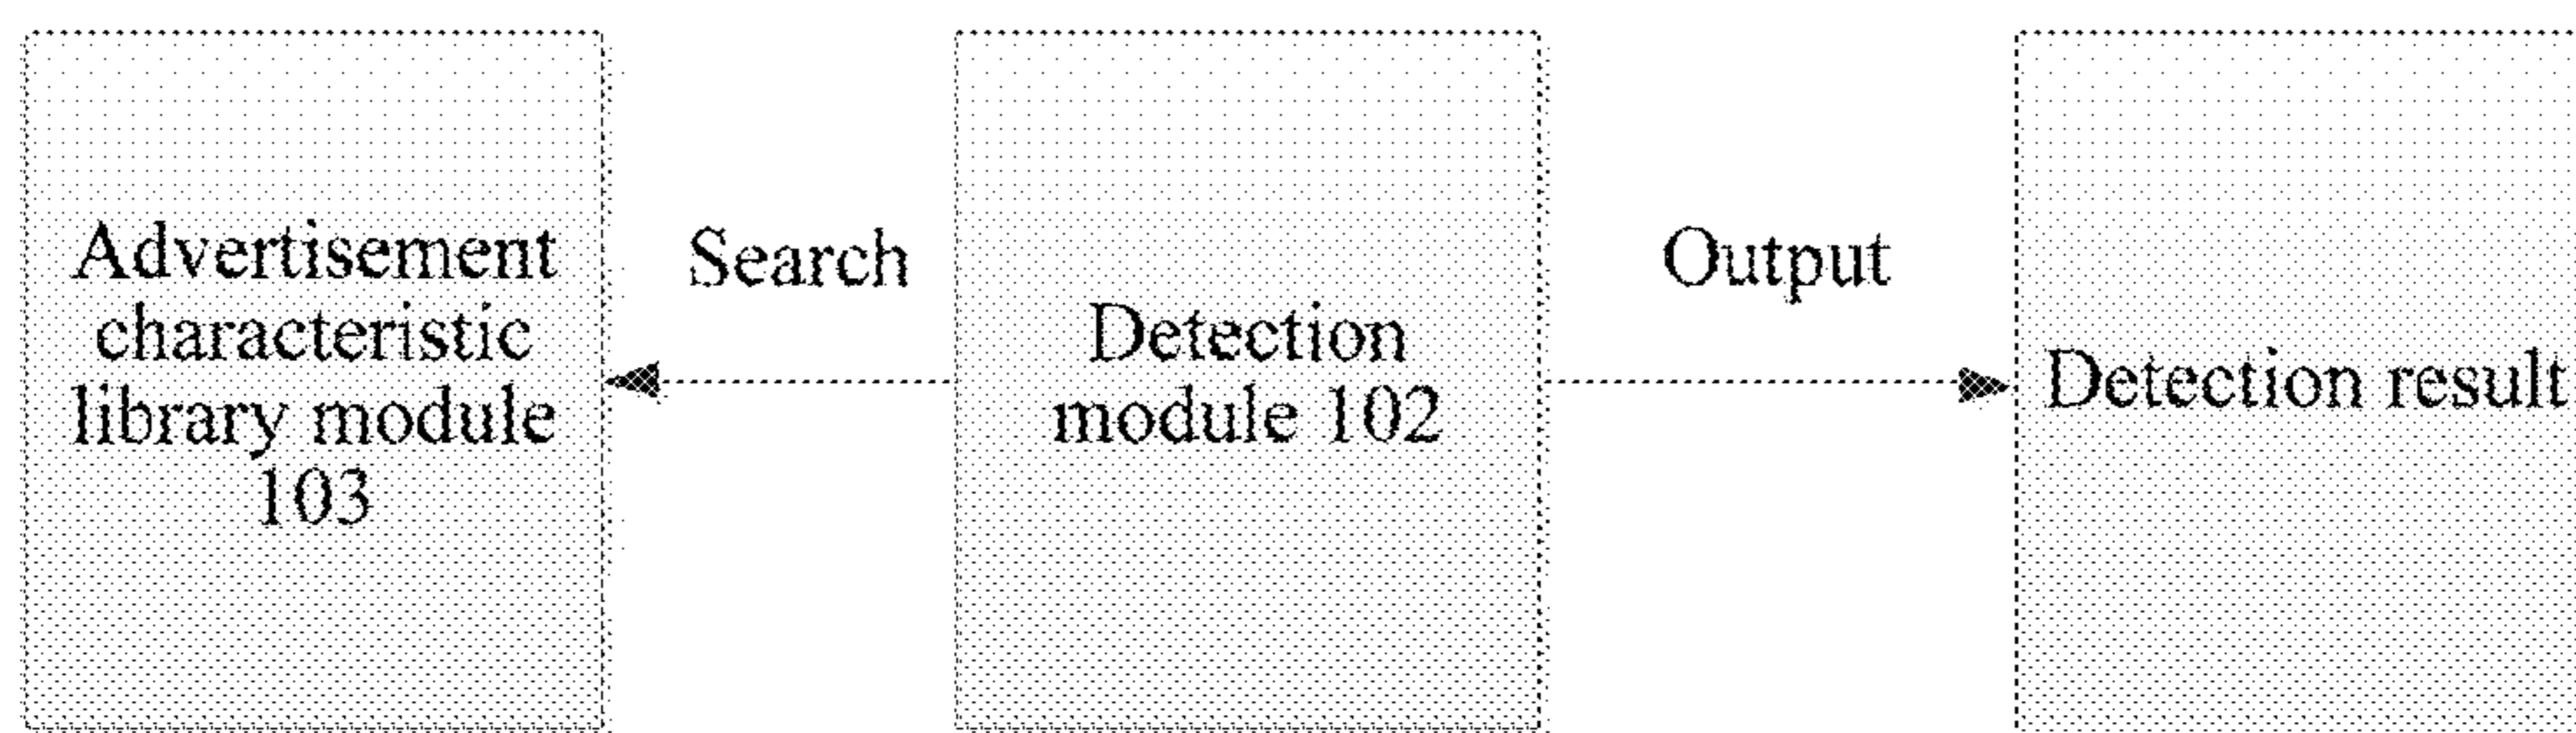 Advertisement
characteristic
library module
103
Search
Detection
module 102
Output
Detection result